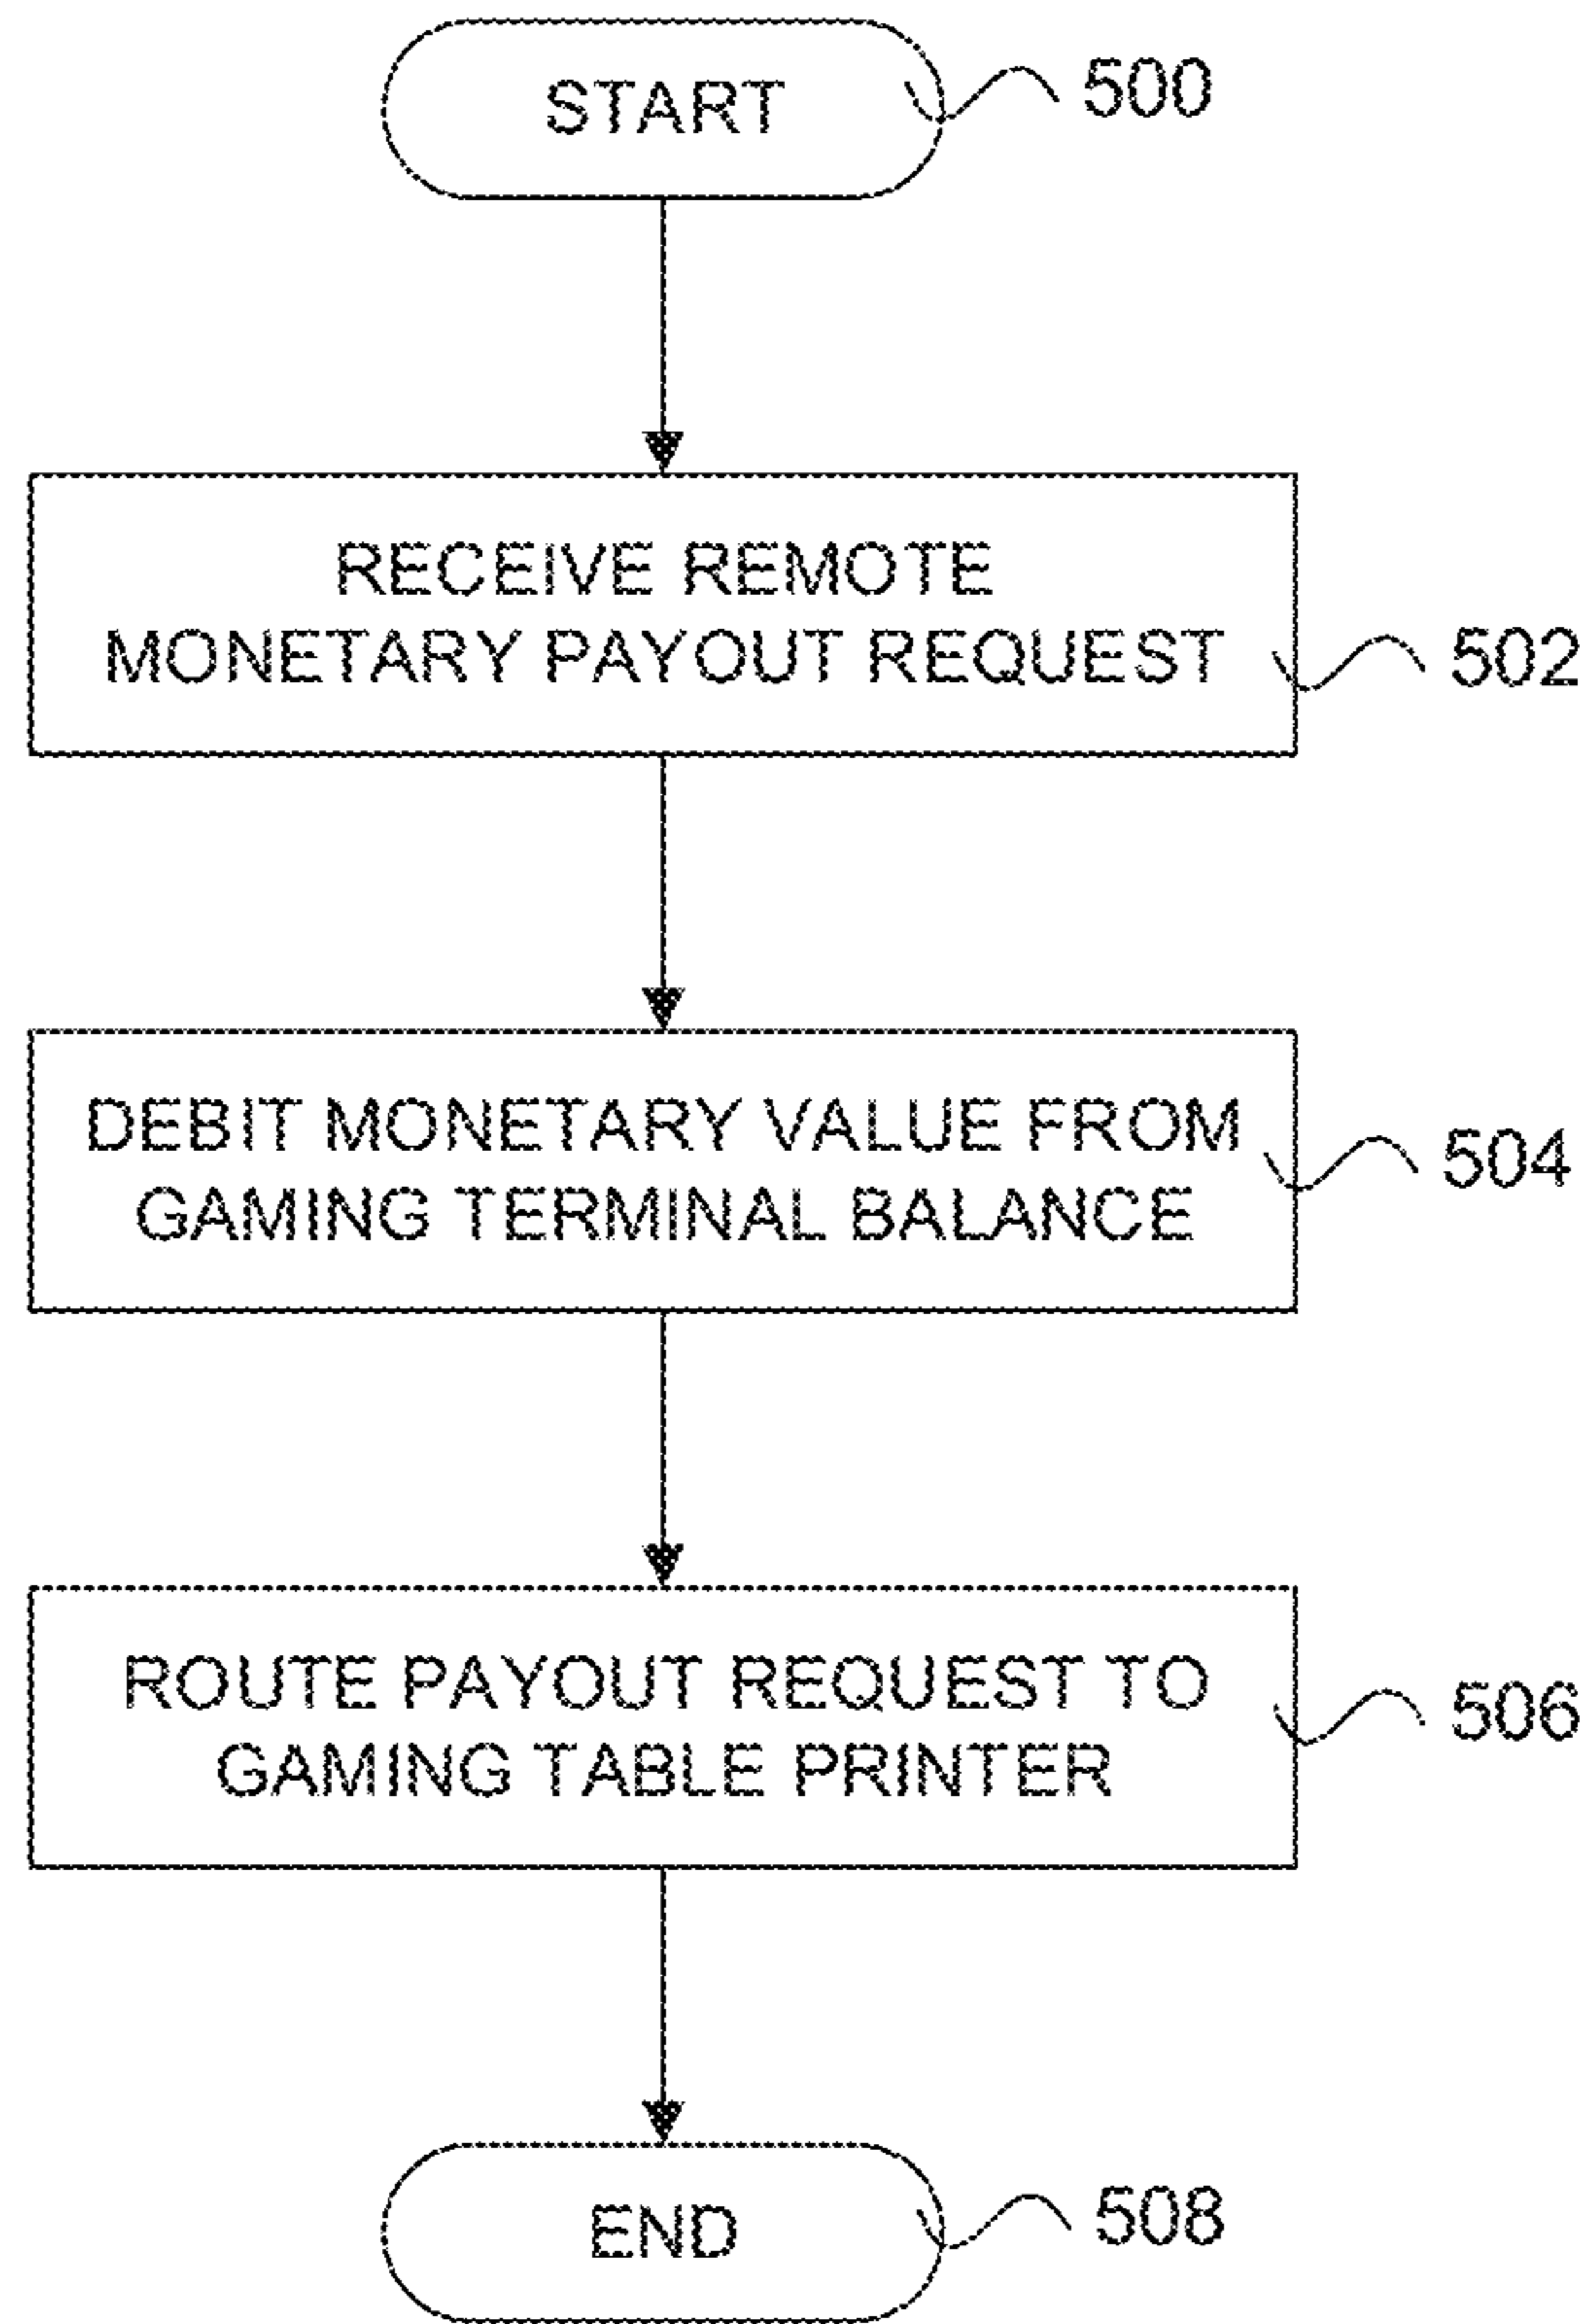 START
500
RECEIVE REMOTE
MONETARY PAYOUT REQUEST
502
DEBIT MONETARY VALUE FROM
GAMING TERMINAL BALANCE
504
ROUTE PAYOUT REQUEST TO
GAMING TABLE PRINTER
506
END
508